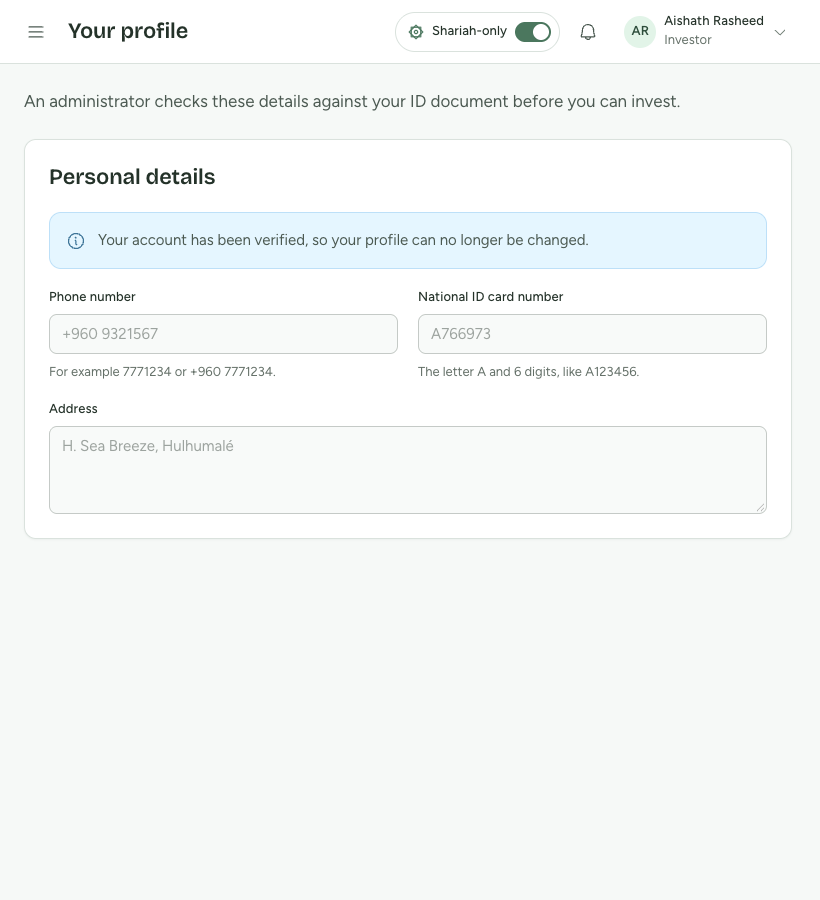 Your profile
Shariah-only
AR
Aishath Rasheed
Investor
An administrator checks these details against your ID document before you can invest.
Personal details
Your account has been verified, so your profile can no longer be changed.
Phone number
National ID card number
+960 9321567
A766973
For example 7771234 or +960 7771234.
The letter A and 6 digits, like A123456.
Address
H. Sea Breeze, Hulhumalé